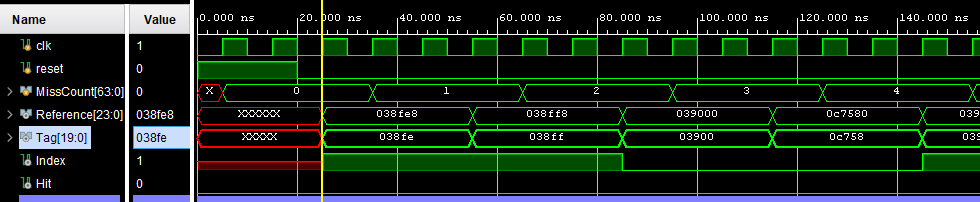 Name Value 0.000 ns 20.000 ns 40.000 ns 60.000 ns 80.000 ns 100.000 ns 120.000 ns 140.000 ns
clk 1
reset 0
MissCount[63:0] 4 X 0 1 2 3 4
Reference[23:0] 038fe8 XXXXXX 038fe8 038ff8 039000 0c7580 039
Tag[19:0] 038fe XXXXX 038fe 038ff 03900 0c758 039
Index 1
Hit 0